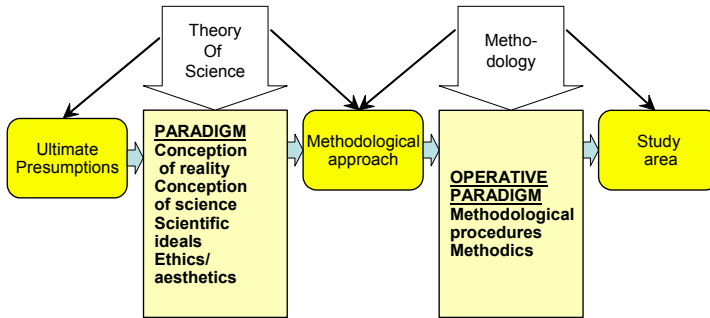 Theory
Of
Science
Metho-
dology
Ultimate
Presumptions
PARADIGM
Conception
of reality
Conception
of science
Scientific
ideals
Ethics/
aesthetics
Methodological
approach
OPERATIVE
PARADIGM
Methodological
procedures
Methodics
Study
area